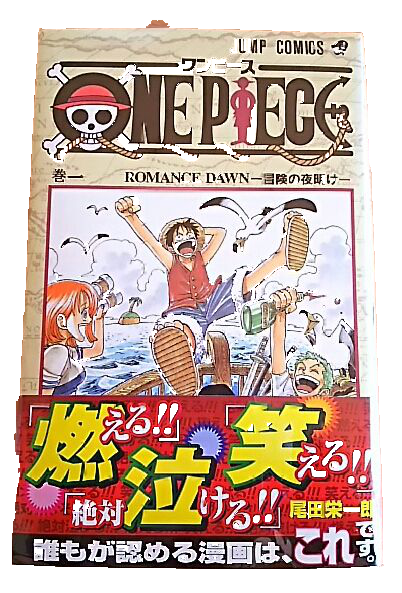 JUMP COMICS
ワンピース
ONE PIECE
巻一 ROMANCE DAWN―冒険の夜明け―
「燃える!!」「笑える!!」
「絶対泣ける!!」
尾田栄一郎
誰もが認める漫画は、これです。